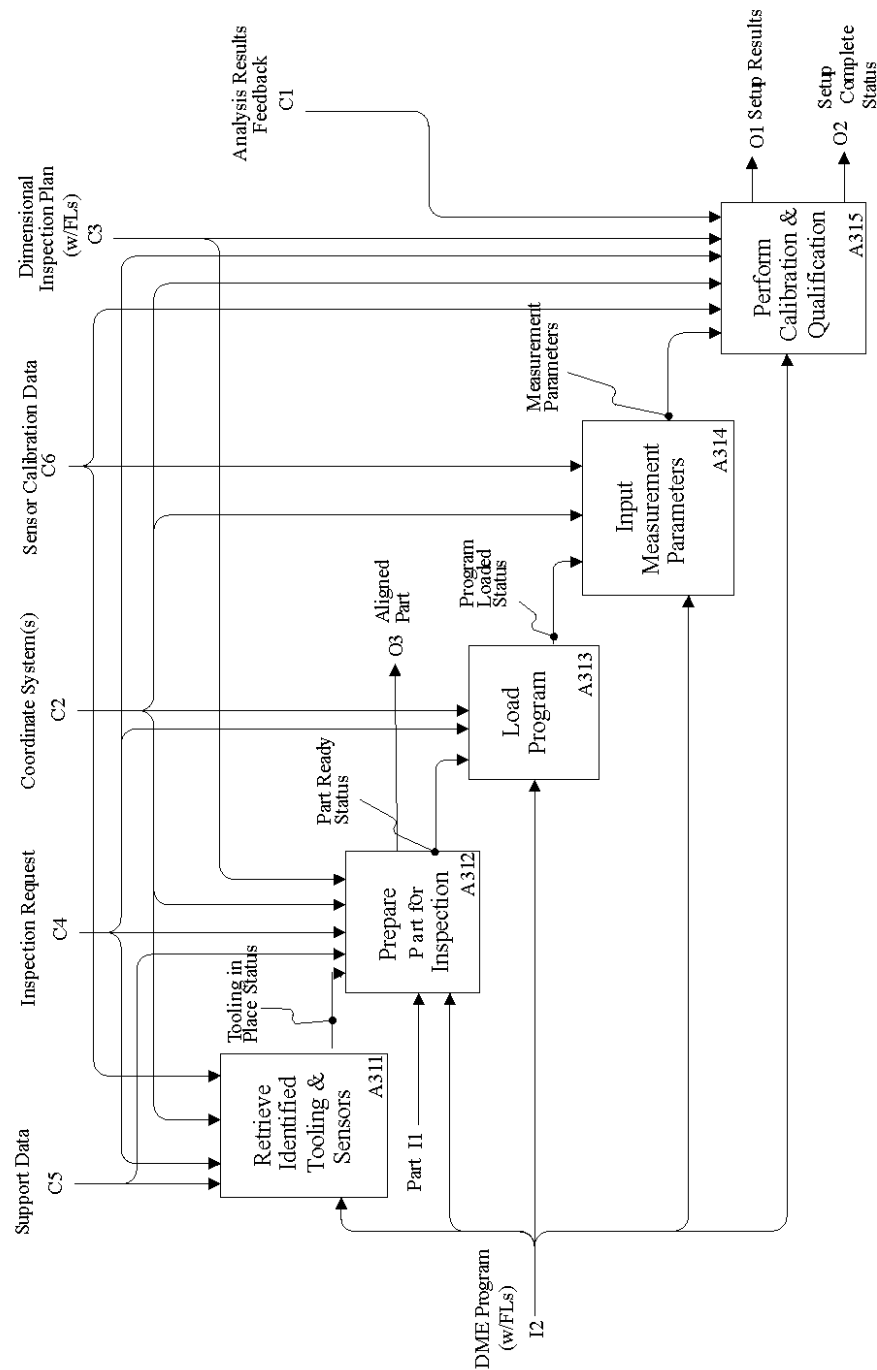 Support Data
C5
Inspection Request
C4
Coordinate System(s)
C2
Sensor Calibration Data
C6
Dimensional
Inspection Plan
(w/FLs)
C3
Analysis Results
Feedback
C1
Retrieve
Identified
Tooling &
Sensors
A311
Tooling in
Place Status
Part I1
Prepare
Part for
Inspection
A312
Part Ready
Status
O3
Aligned
Part
Load
Program
A313
Program
Loaded
Status
Input
Measurement
Parameters
A314
Measurement
Parameters
Perform
Calibration &
Qualification
A315
O1 Setup Results
O2
Setup
Complete
Status
DME Program
(w/FLs)
I2